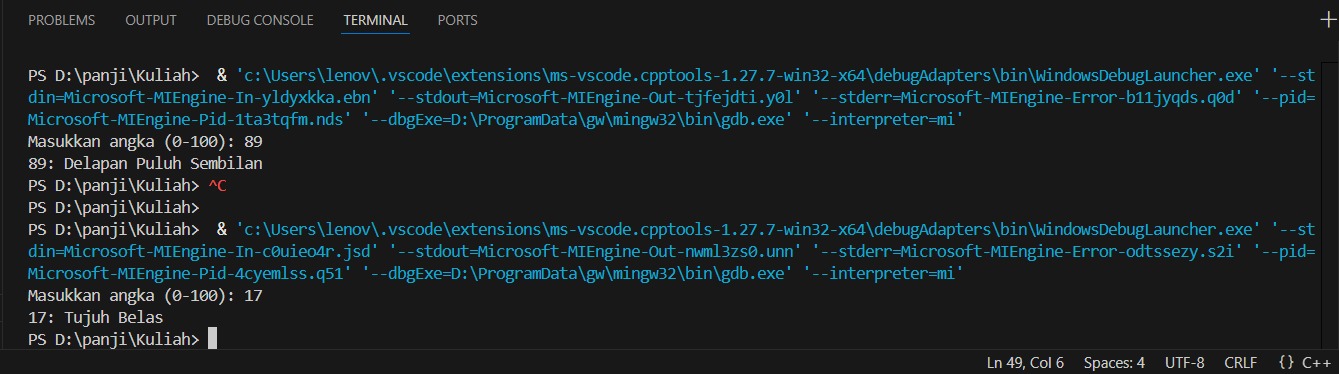 PROBLEMS OUTPUT DEBUG CONSOLE TERMINAL PORTS
PS D:\panji\Kuliah>  & 'c:\Users\lenov\.vscode\extensions\ms-vscode.cpptools-1.27.7-win32-x64\debugAdapters\bin\WindowsDebugLauncher.exe' '--st
din=Microsoft-MIEngine-In-yldyxkka.ebn' '--stdout=Microsoft-MIEngine-Out-tjfejdti.y0l' '--stderr=Microsoft-MIEngine-Error-b11jyqds.q0d' '--pid=
Microsoft-MIEngine-Pid-1ta3tqfm.nds' '--dbgExe=D:\ProgramData\gw\mingw32\bin\gdb.exe' '--interpreter=mi'
Masukkan angka (0-100): 89
89: Delapan Puluh Sembilan
PS D:\panji\Kuliah> ^C
PS D:\panji\Kuliah>
PS D:\panji\Kuliah>  & 'c:\Users\lenov\.vscode\extensions\ms-vscode.cpptools-1.27.7-win32-x64\debugAdapters\bin\WindowsDebugLauncher.exe' '--st
din=Microsoft-MIEngine-In-c0uieo4r.jsd' '--stdout=Microsoft-MIEngine-Out-nwml3zs0.unn' '--stderr=Microsoft-MIEngine-Error-odtssezy.s2i' '--pid=
Microsoft-MIEngine-Pid-4cyemlss.q51' '--dbgExe=D:\ProgramData\gw\mingw32\bin\gdb.exe' '--interpreter=mi'
Masukkan angka (0-100): 17
17: Tujuh Belas
PS D:\panji\Kuliah>
Ln 49, Col 6 Spaces: 4 UTF-8 CRLF {} C++